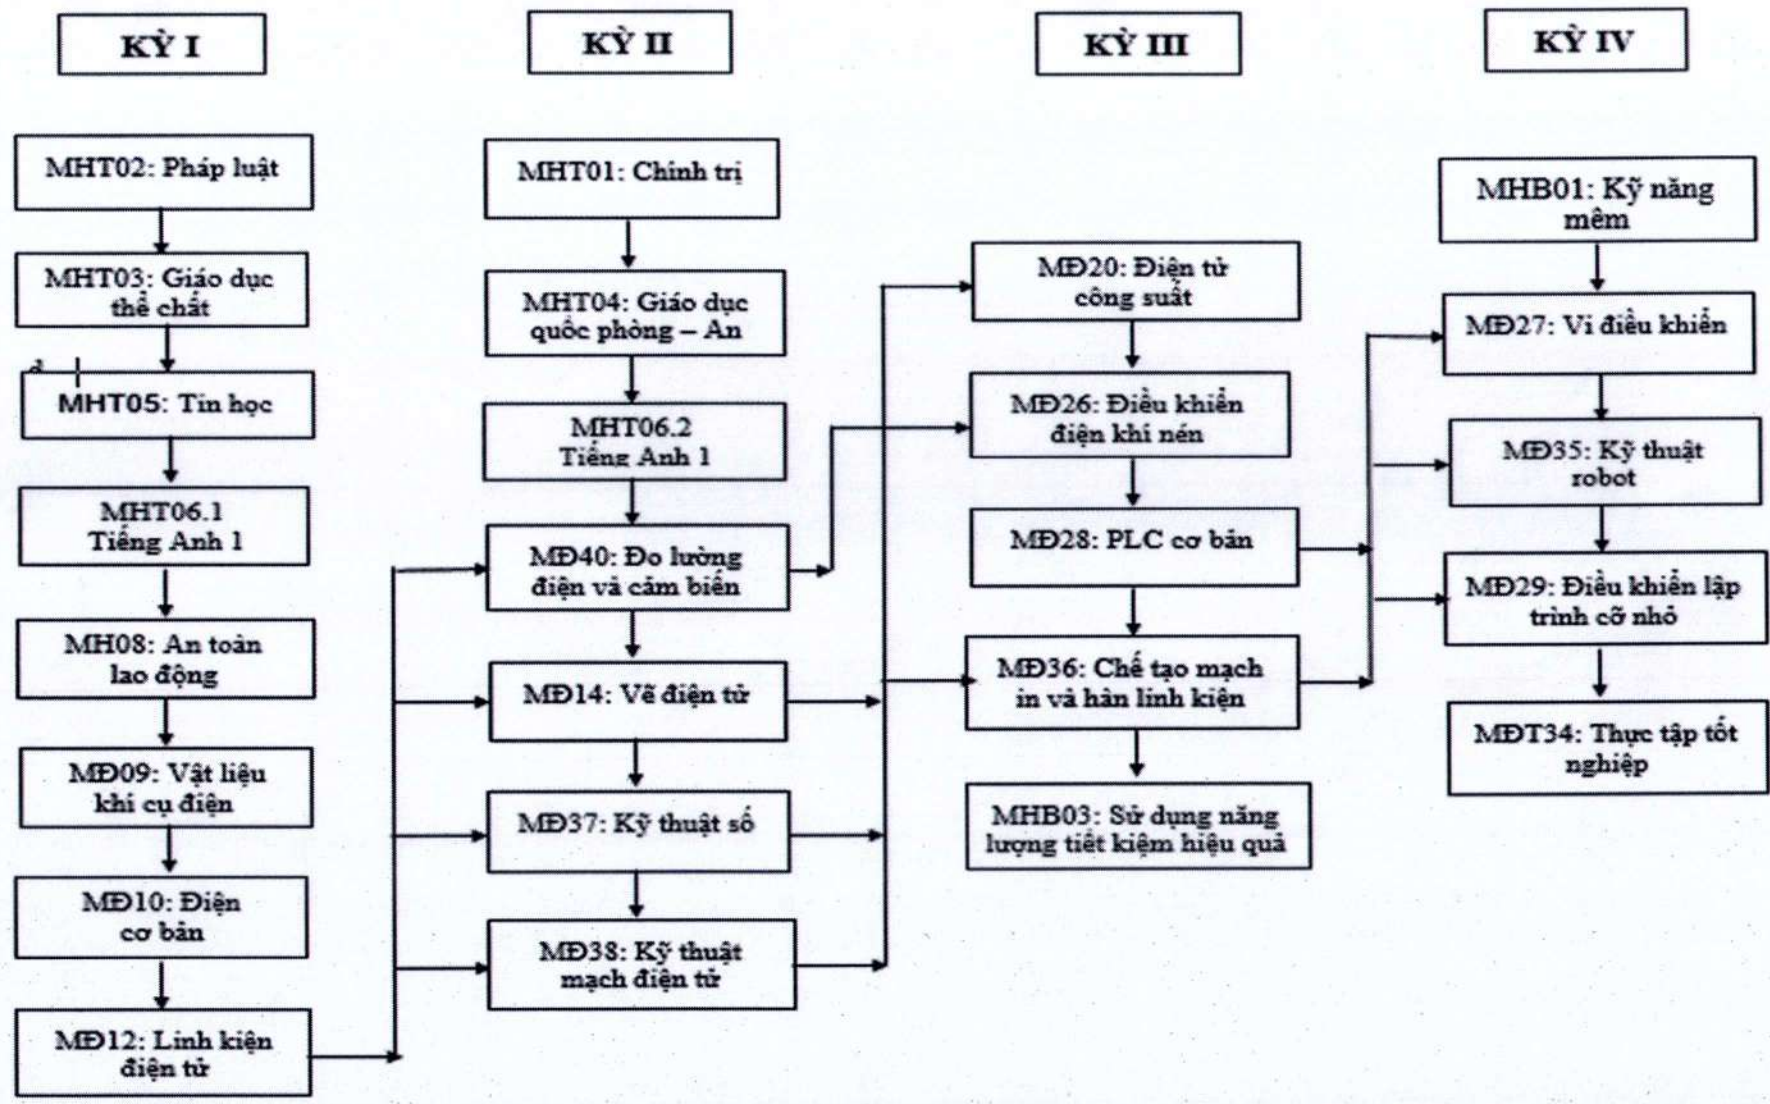 KỲ I
MHT02: Pháp luật
MHT03: Giáo dục
thể chất
MHT05: Tin học
MHT06.1
Tiếng Anh 1
MH08: An toàn
lao động
MĐ09: Vật liệu
khí cụ điện
MĐ10: Điện
cơ bản
MĐ12: Linh kiện
điện tử
KỲ II
MHT01: Chính trị
MHT04: Giáo dục
quốc phòng – An
MHT06.2
Tiếng Anh 1
MĐ40: Đo lường
điện và cảm biến
MĐ14: Vẽ điện tử
MĐ37: Kỹ thuật số
MĐ38: Kỹ thuật
mạch điện tử
KỲ III
MĐ20: Điện tử
công suất
MĐ26: Điều khiển
điện khí nén
MĐ28: PLC cơ bản
MĐ36: Chế tạo mạch
in và hàn linh kiện
MHB03: Sử dụng năng
lượng tiết kiệm hiệu quả
KỲ IV
MHB01: Kỹ năng
mềm
MĐ27: Vi điều khiển
MĐ35: Kỹ thuật
robot
MĐ29: Điều khiển lập
trình cỡ nhỏ
MĐT34: Thực tập tốt
nghiệp